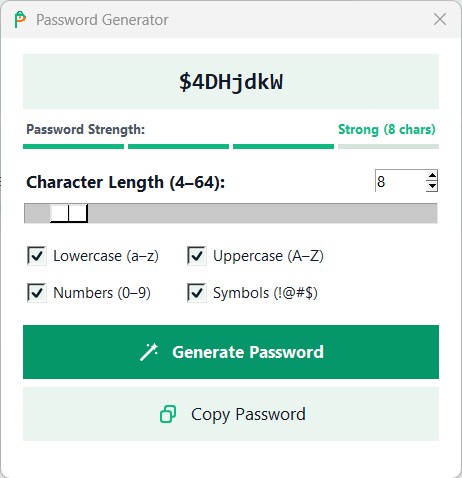 Password Generator
$4DHjdkW
Password Strength: Strong (8 chars)
Character Length (4–64): 8
Lowercase (a–z) Uppercase (A–Z)
Numbers (0–9) Symbols (!@#$)
Generate Password
Copy Password